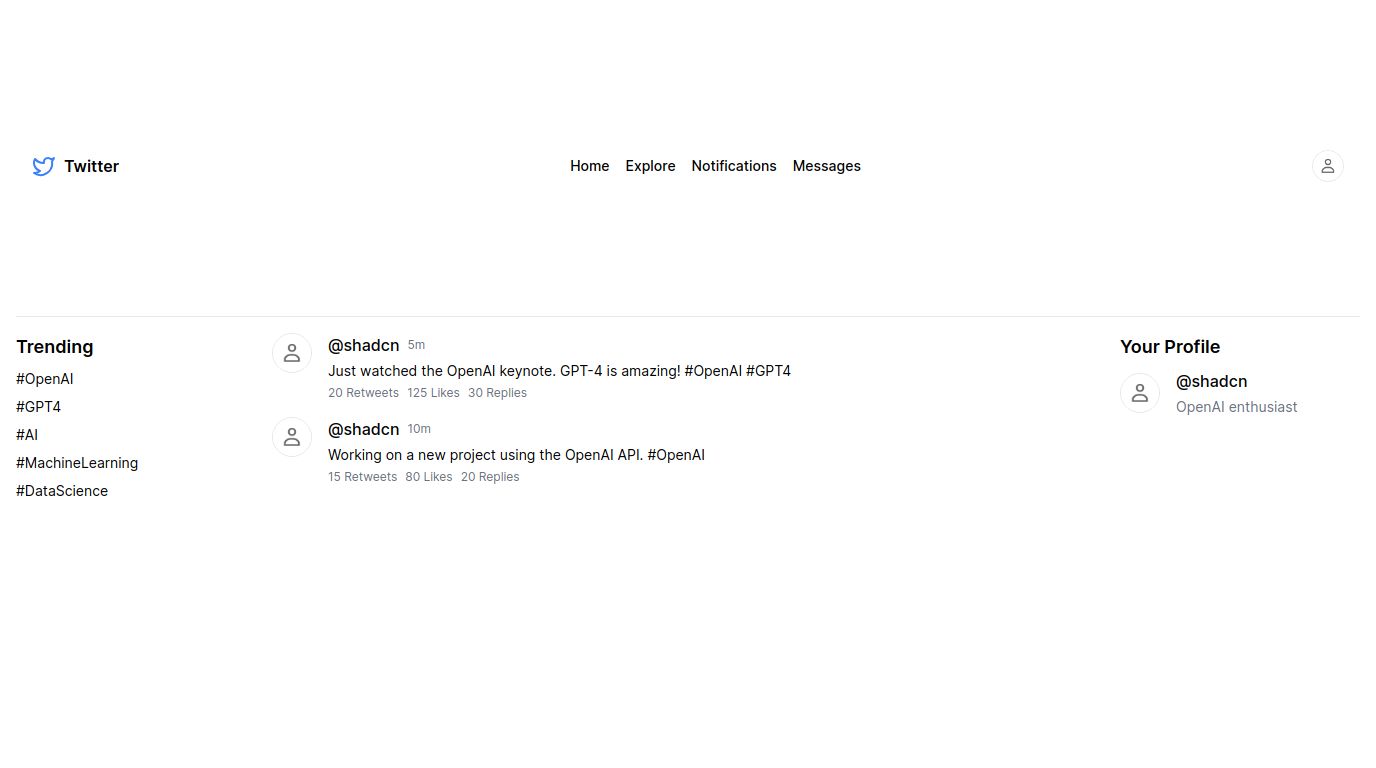 Twitter
Home Explore Notifications Messages
Trending
#OpenAI
#GPT4
#AI
#MachineLearning
#DataScience
@shadcn 5m
Just watched the OpenAI keynote. GPT-4 is amazing! #OpenAI #GPT4
20 Retweets 125 Likes 30 Replies
@shadcn 10m
Working on a new project using the OpenAI API. #OpenAI
15 Retweets 80 Likes 20 Replies
Your Profile
@shadcn
OpenAI enthusiast